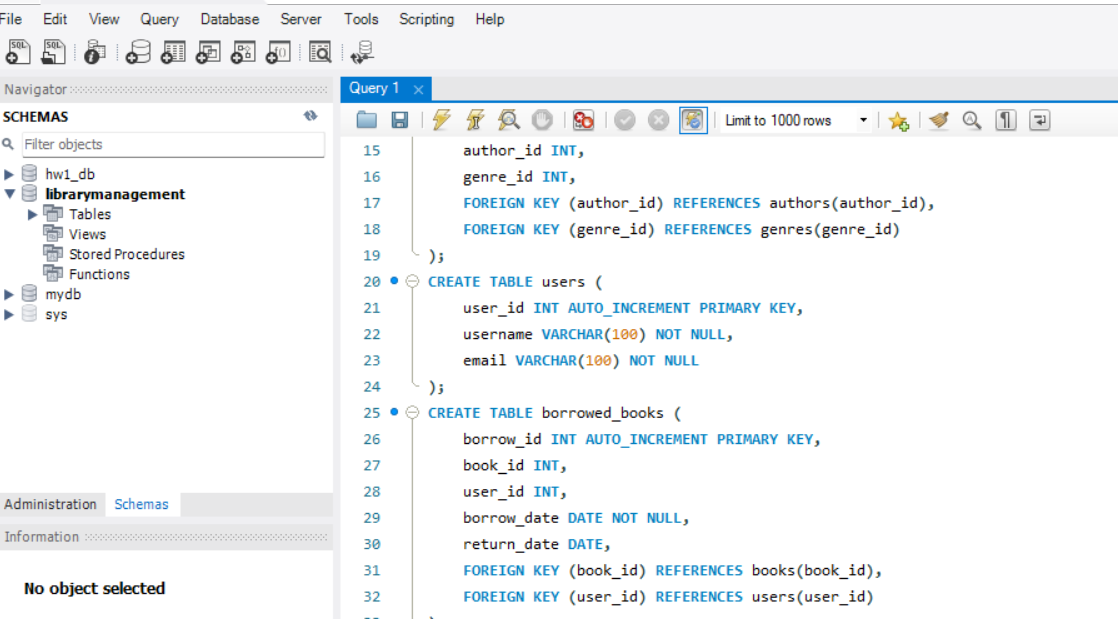 File Edit View Query Database Server Tools Scripting Help
SQL SQL
Navigator
SCHEMAS
Filter objects
hw1_db
librarymanagement
Tables
Views
Stored Procedures
Functions
mydb
sys
Administration Schemas
Information
No object selected
Query 1
Limit to 1000 rows
15 author_id INT,
16 genre_id INT,
17 FOREIGN KEY (author_id) REFERENCES authors(author_id),
18 FOREIGN KEY (genre_id) REFERENCES genres(genre_id)
19 );
20 CREATE TABLE users (
21 user_id INT AUTO_INCREMENT PRIMARY KEY,
22 username VARCHAR(100) NOT NULL,
23 email VARCHAR(100) NOT NULL
24 );
25 CREATE TABLE borrowed_books (
26 borrow_id INT AUTO_INCREMENT PRIMARY KEY,
27 book_id INT,
28 user_id INT,
29 borrow_date DATE NOT NULL,
30 return_date DATE,
31 FOREIGN KEY (book_id) REFERENCES books(book_id),
32 FOREIGN KEY (user_id) REFERENCES users(user_id)